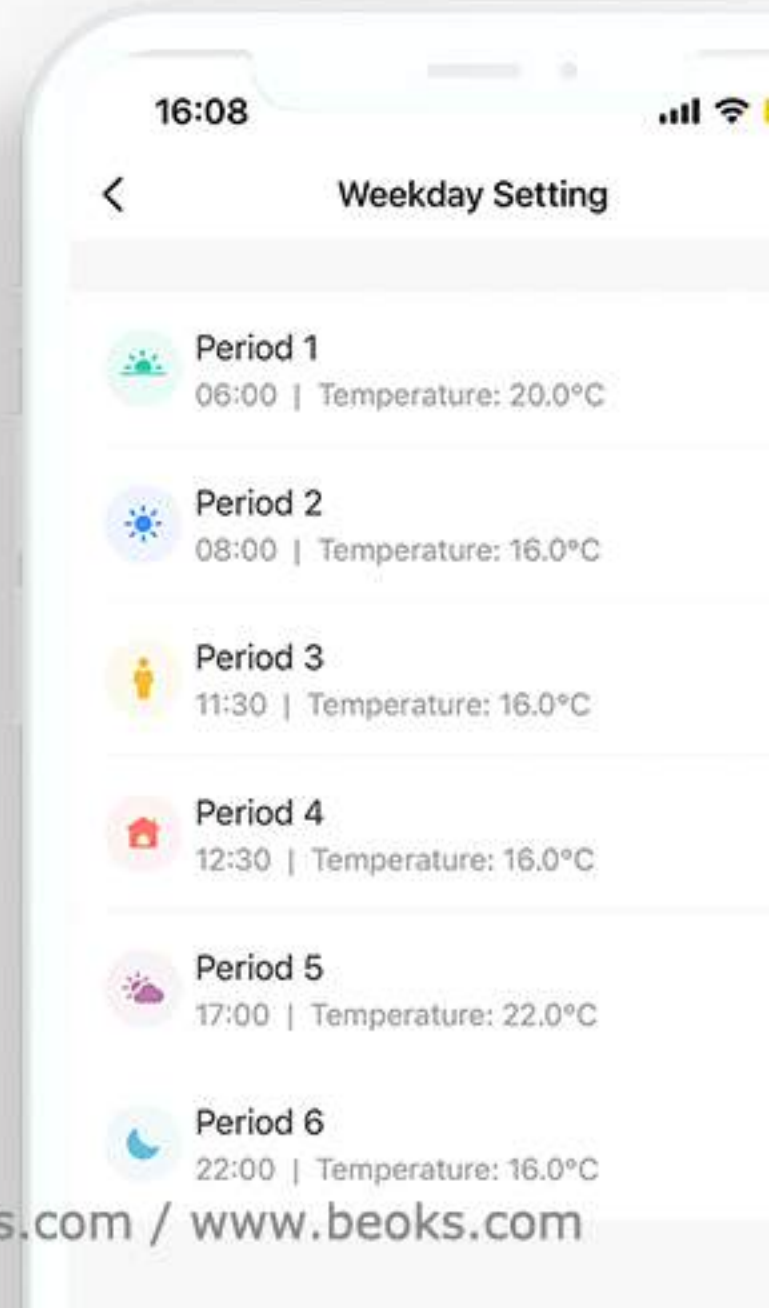 16:08
Weekday Setting
Period 1
06:00 | Temperature: 20.0°C
Period 2
08:00 | Temperature: 16.0°C
Period 3
11:30 | Temperature: 16.0°C
Period 4
12:30 | Temperature: 16.0°C
Period 5
17:00 | Temperature: 22.0°C
Period 6
22:00 | Temperature: 16.0°C
s.com / www.beoks.com